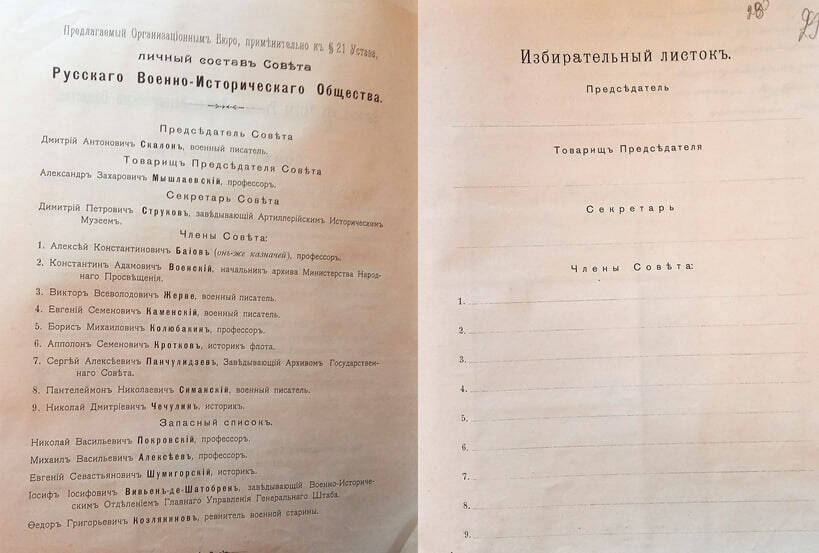 Предлагаемый Организаціоннымъ Бюро, примѣнительно къ § 21 Устава,
личный составъ Совѣта
Русскаго Военно-Историческаго Общества.
Предсѣдатель Совѣта
Дмитрій Антоновичъ Скалонъ, военный писатель.
Товарищъ Предсѣдателя Совѣта
Александръ Захаровичъ Мышлаевскій, профессоръ.
Секретарь Совѣта
Димитрій Петровичъ Струковъ, завѣдывающій Артиллерійскимъ Историческимъ
Музеемъ.
Члены Совѣта:
1. Алексѣй Константиновичъ Баіовъ (онъ-же казначей), профессоръ.
2. Константинъ Адамовичъ Военскій, начальникъ архива Министерства Народ-
наго Просвѣщенія.
3. Викторъ Всеволодовичъ Жерве, военный писатель.
4. Евгеній Семеновичъ Каменскій, военный писатель.
5. Борисъ Михаиловичъ Колюбакинъ, профессоръ.
6. Апполонъ Семеновичъ Кротковъ, историкъ флота.
7. Сергѣй Алексѣевичъ Панчулидзевъ, Завѣдывающій Архивомъ Государствен-
наго Совѣта.
8. Пантелеймонъ Николаевичъ Симанскій, военный писатель.
9. Николай Дмитріевичъ Чечулинъ, историкъ.
Запасный списокъ.
Николай Васильевичъ Покровскій, профессоръ.
Михаилъ Васильевичъ Алексѣевъ, профессоръ.
Евгеній Севастьяновичъ Шумигорскій, историкъ.
Іосифъ Іосифовичъ Вивьенъ-де-Шатобренъ, завѣдывающій Военно-Историче-
скимъ Отдѣленіемъ Главнаго Управленія Генеральнаго Штаба.
Ѳедоръ Григорьевичъ Козлянниовъ, ревнитель военной старины.
Избирательный листокъ.
Предсѣдатель
Товарищъ Предсѣдателя
Секретарь
Члены Совѣта:
1.
2.
3.
4.
5.
6.
7.
8.
9.